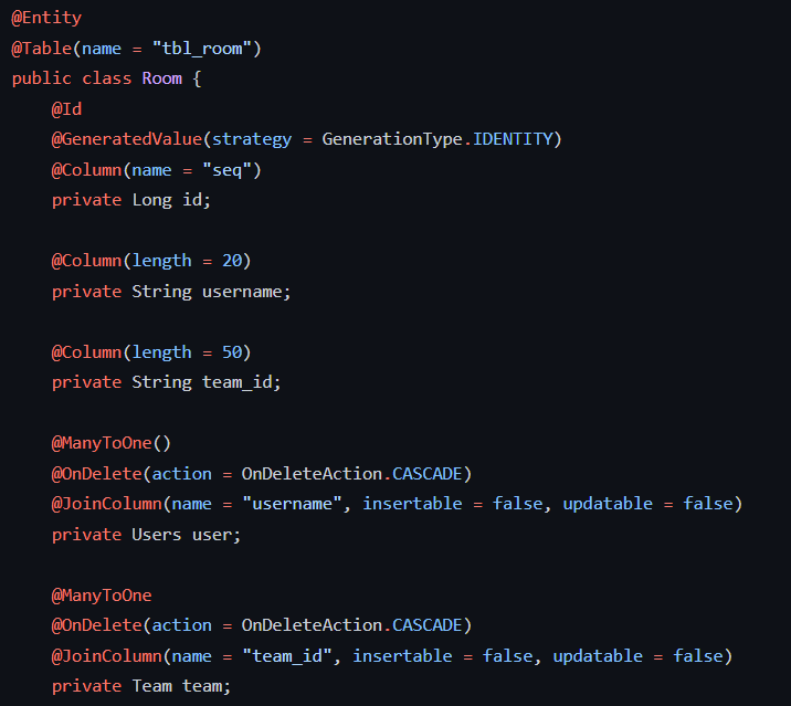 @Entity
@Table(name = "tbl_room")
public class Room {
    @Id
    @GeneratedValue(strategy = GenerationType.IDENTITY)
    @Column(name = "seq")
    private Long id;

    @Column(length = 20)
    private String username;

    @Column(length = 50)
    private String team_id;

    @ManyToOne()
    @OnDelete(action = OnDeleteAction.CASCADE)
    @JoinColumn(name = "username", insertable = false, updatable = false)
    private Users user;

    @ManyToOne
    @OnDelete(action = OnDeleteAction.CASCADE)
    @JoinColumn(name = "team_id", insertable = false, updatable = false)
    private Team team;